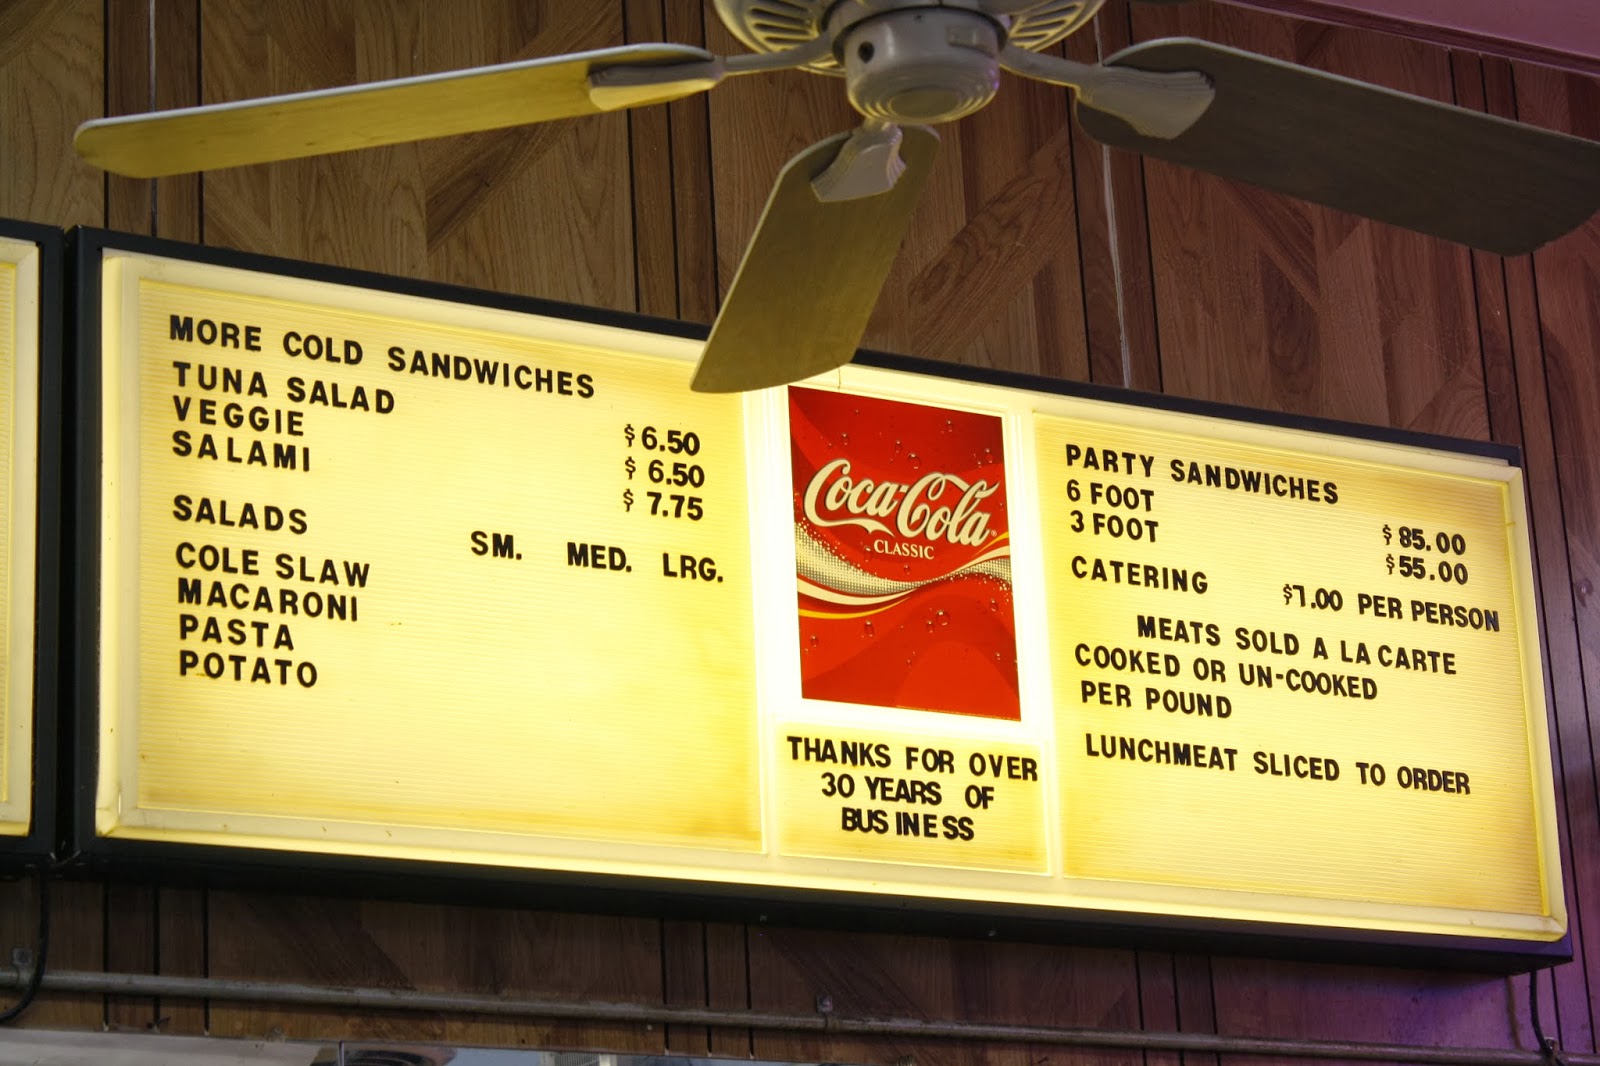 MORE COLD SANDWICHES
TUNA SALAD $6.50
VEGGIE $6.50
SALAMI $7.75
SALADS SM. MED. LRG.
COLE SLAW
MACARONI
PASTA
POTATO
Coca-Cola
CLASSIC
THANKS FOR OVER
30 YEARS OF
BUSINESS
PARTY SANDWICHES
6 FOOT $85.00
3 FOOT $55.00
CATERING $7.00 PER PERSON
MEATS SOLD A LA CARTE
COOKED OR UN-COOKED
PER POUND
LUNCHMEAT SLICED TO ORDER